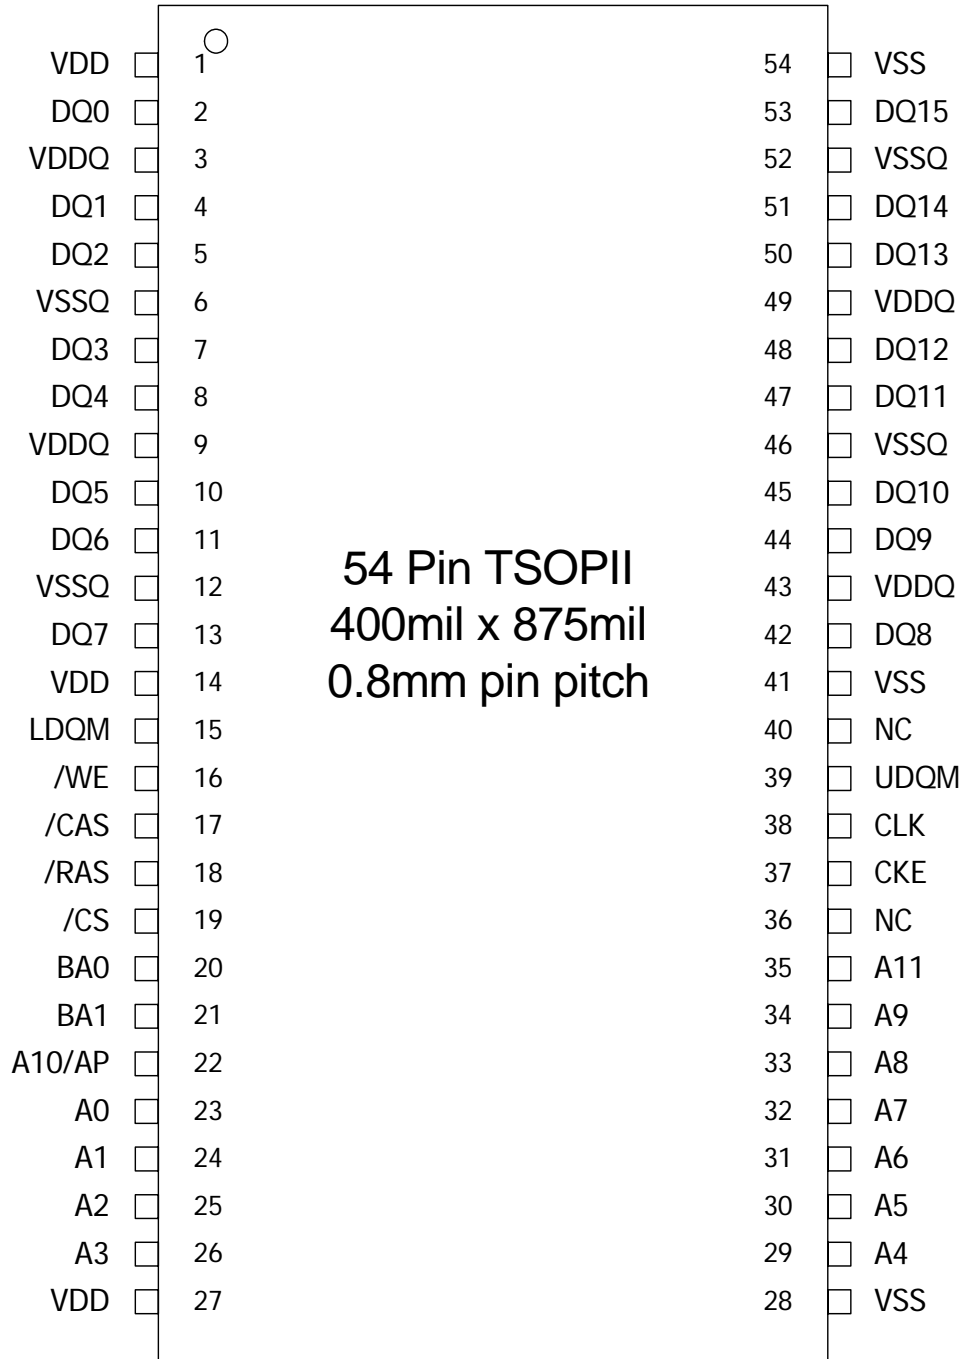 VDD 1 54 VSS
DQ0 2 53 DQ15
VDDQ 3 52 VSSQ
DQ1 4 51 DQ14
DQ2 5 50 DQ13
VSSQ 6 49 VDDQ
DQ3 7 48 DQ12
DQ4 8 47 DQ11
VDDQ 9 46 VSSQ
DQ5 10 45 DQ10
DQ6 11 44 DQ9
54 Pin TSOPII
VSSQ 12 43 VDDQ
400mil x 875mil
DQ7 13 42 DQ8
0.8mm pin pitch
VDD 14 41 VSS
LDQM 15 40 NC
/WE 16 39 UDQM
/CAS 17 38 CLK
/RAS 18 37 CKE
/CS 19 36 NC
BA0 20 35 A11
BA1 21 34 A9
A10/AP 22 33 A8
A0 23 32 A7
A1 24 31 A6
A2 25 30 A5
A3 26 29 A4
VDD 27 28 VSS